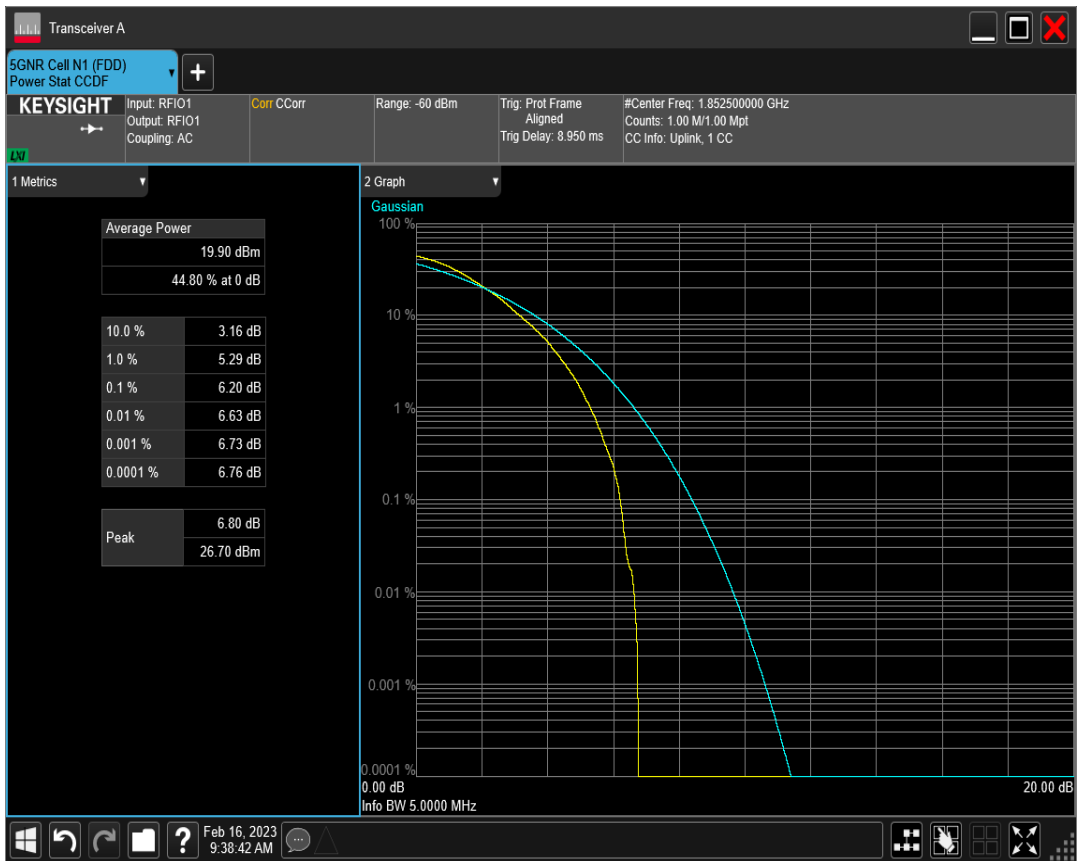 Transceiver A
5GNR Cell N1 (FDD)
Power Stat CCDF
+
KEYSIGHT
LXI
Input: RFIO1
Output: RFIO1
Coupling: AC
Corr CCorr
Range: -60 dBm
Trig: Prot Frame
Aligned
Trig Delay: 8.950 ms
#Center Freq: 1.852500000 GHz
Counts: 1.00 M/1.00 Mpt
CC Info: Uplink, 1 CC
1 Metrics
Average Power
19.90 dBm
44.80 % at 0 dB
10.0 % 3.16 dB
1.0 % 5.29 dB
0.1 % 6.20 dB
0.01 % 6.63 dB
0.001 % 6.73 dB
0.0001 % 6.76 dB
Peak
6.80 dB
26.70 dBm
2 Graph
Gaussian
100 %
10 %
1 %
0.1 %
0.01 %
0.001 %
0.0001 %
0.00 dB 20.00 dB
Info BW 5.0000 MHz
?
Feb 16, 2023
9:38:42 AM